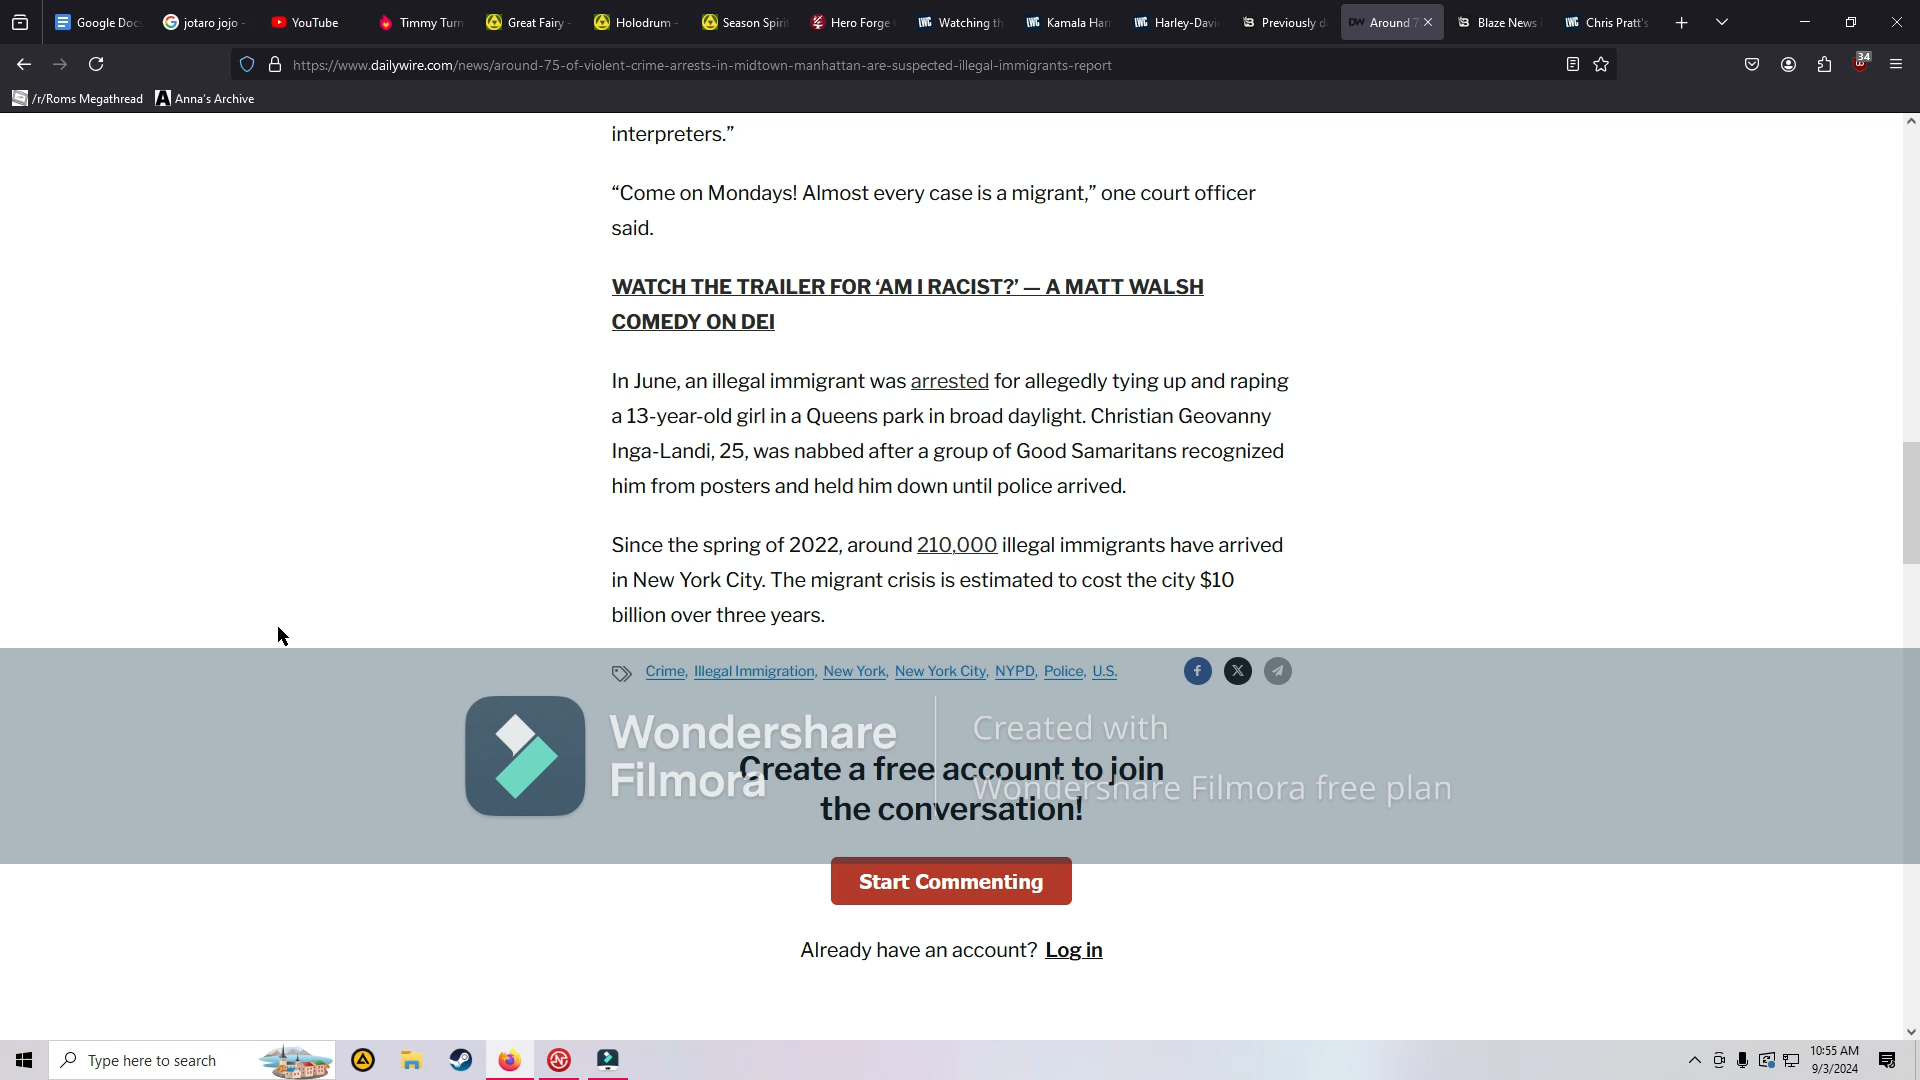 Google Doc
jotaro jojo -
YouTube
Timmy Turn
Great Fairy -
Holodrum -
Season Spirit
Hero Forge
Watching th
Kamala Har
Harley-Davi
Previously d
DW Around 7
Blaze News
Chris Pratt's
https://www.dailywire.com/news/around-75-of-violent-crime-arrests-in-midtown-manhattan-are-suspected-illegal-immigrants-report
34
/r/Roms Megathread
Anna's Archive
interpreters.”
“Come on Mondays! Almost every case is a migrant,” one court officer
said.
WATCH THE TRAILER FOR ‘AM I RACIST?’ — A MATT WALSH
COMEDY ON DEI
In June, an illegal immigrant was arrested for allegedly tying up and raping
a 13-year-old girl in a Queens park in broad daylight. Christian Geovanny
Inga-Landi, 25, was nabbed after a group of Good Samaritans recognized
him from posters and held him down until police arrived.
Since the spring of 2022, around 210,000 illegal immigrants have arrived
in New York City. The migrant crisis is estimated to cost the city $10
billion over three years.
Crime, Illegal Immigration, New York, New York City, NYPD, Police, U.S.
Wondershare
Filmora
Created with
Wondershare Filmora free plan
Create a free account to join
the conversation!
Start Commenting
Already have an account? Log in
Type here to search
10:55 AM
9/3/2024